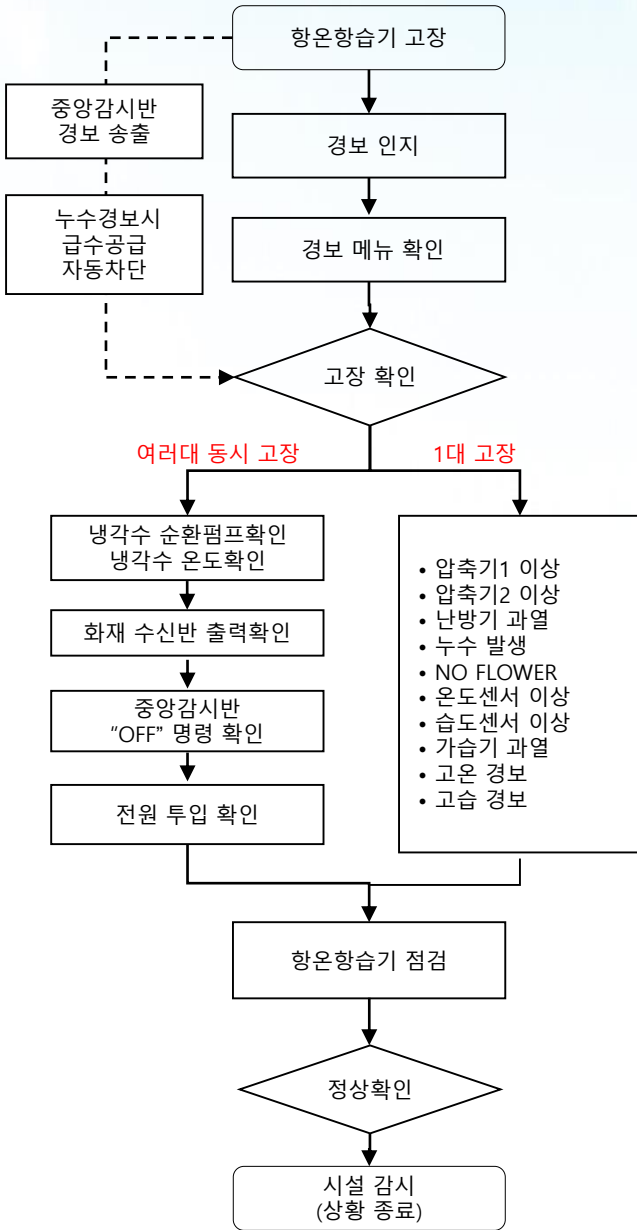 항온항습기 고장
중앙감시반
경보 송출
경보 인지
누수경보시
급수공급
자동차단
경보 메뉴 확인
고장 확인
여러대 동시 고장
1대 고장
냉각수 순환펌프확인
냉각수 온도확인
화재 수신반 출력확인
중앙감시반
“OFF” 명령 확인
전원 투입 확인
• 압축기1 이상
• 압축기2 이상
• 난방기 과열
• 누수 발생
• NO FLOWER
• 온도센서 이상
• 습도센서 이상
• 가습기 과열
• 고온 경보
• 고습 경보
항온항습기 점검
정상확인
시설 감시
(상황 종료)